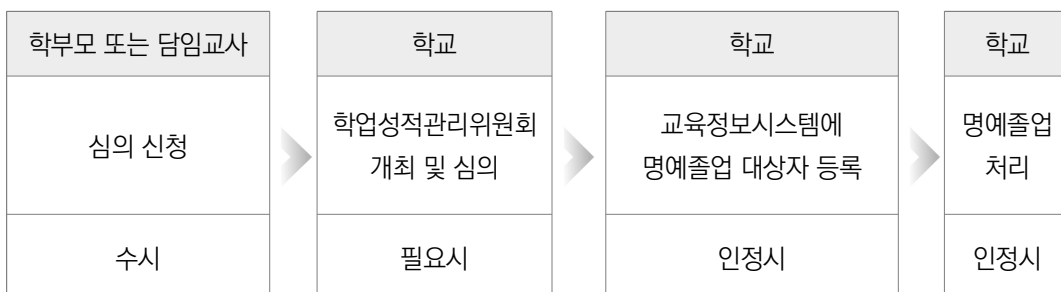 학부모 또는 담임교사
심의 신청
수시
학교
학업성적관리위원회
개최 및 심의
필요시
학교
교육정보시스템에
명예졸업 대상자 등록
인정시
학교
명예졸업
처리
인정시